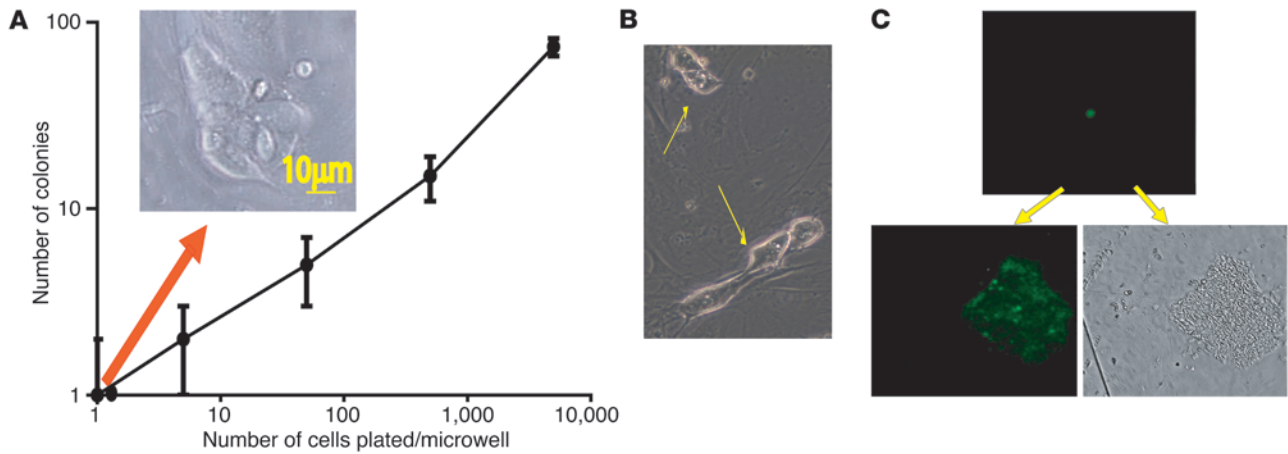 A
100
10
1
Number of colonies
10μm
1
10
100
1,000
10,000
Number of cells plated/microwell
B
C